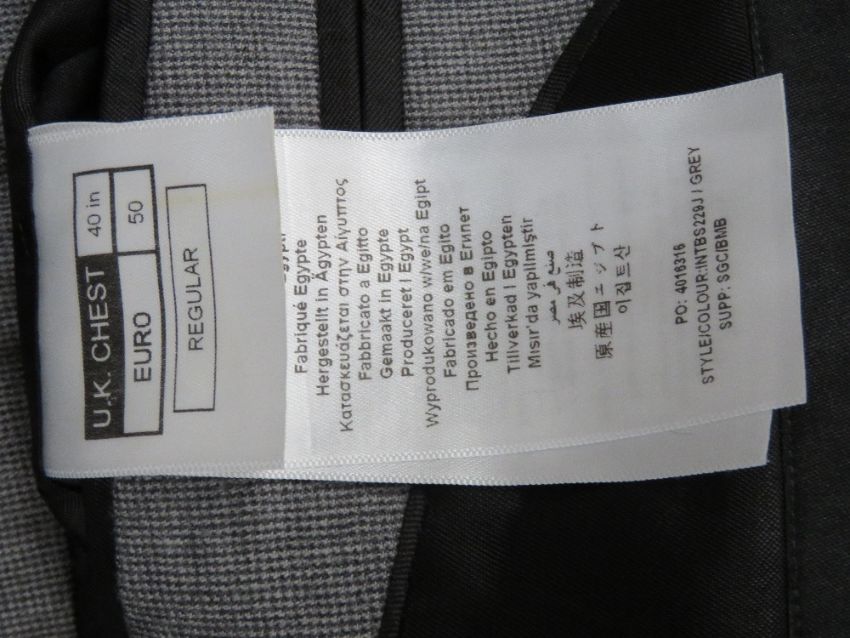 U.K. CHEST 40 in
EURO 50
REGULAR
Fabriqué Egypte
Hergestellt in Ägypten
Κατασκευάζεται στην Αίγυπτος
Fabbricato a Egitto
Gemaakt in Egypte
Produceret I Egypt
Wyprodukowano w/we/na Egipt
Fabricado em Egito
Произведено в Египет
Hecho en Egipto
Tillverkad I Egypten
Mısır'da yapılmıştır
صنع في مصر
埃及制造
原産国エジプト
이집트산
PO: 4016316
STYLE/COLOUR:INTBS229J / GREY
SUPP: SGC/BMB